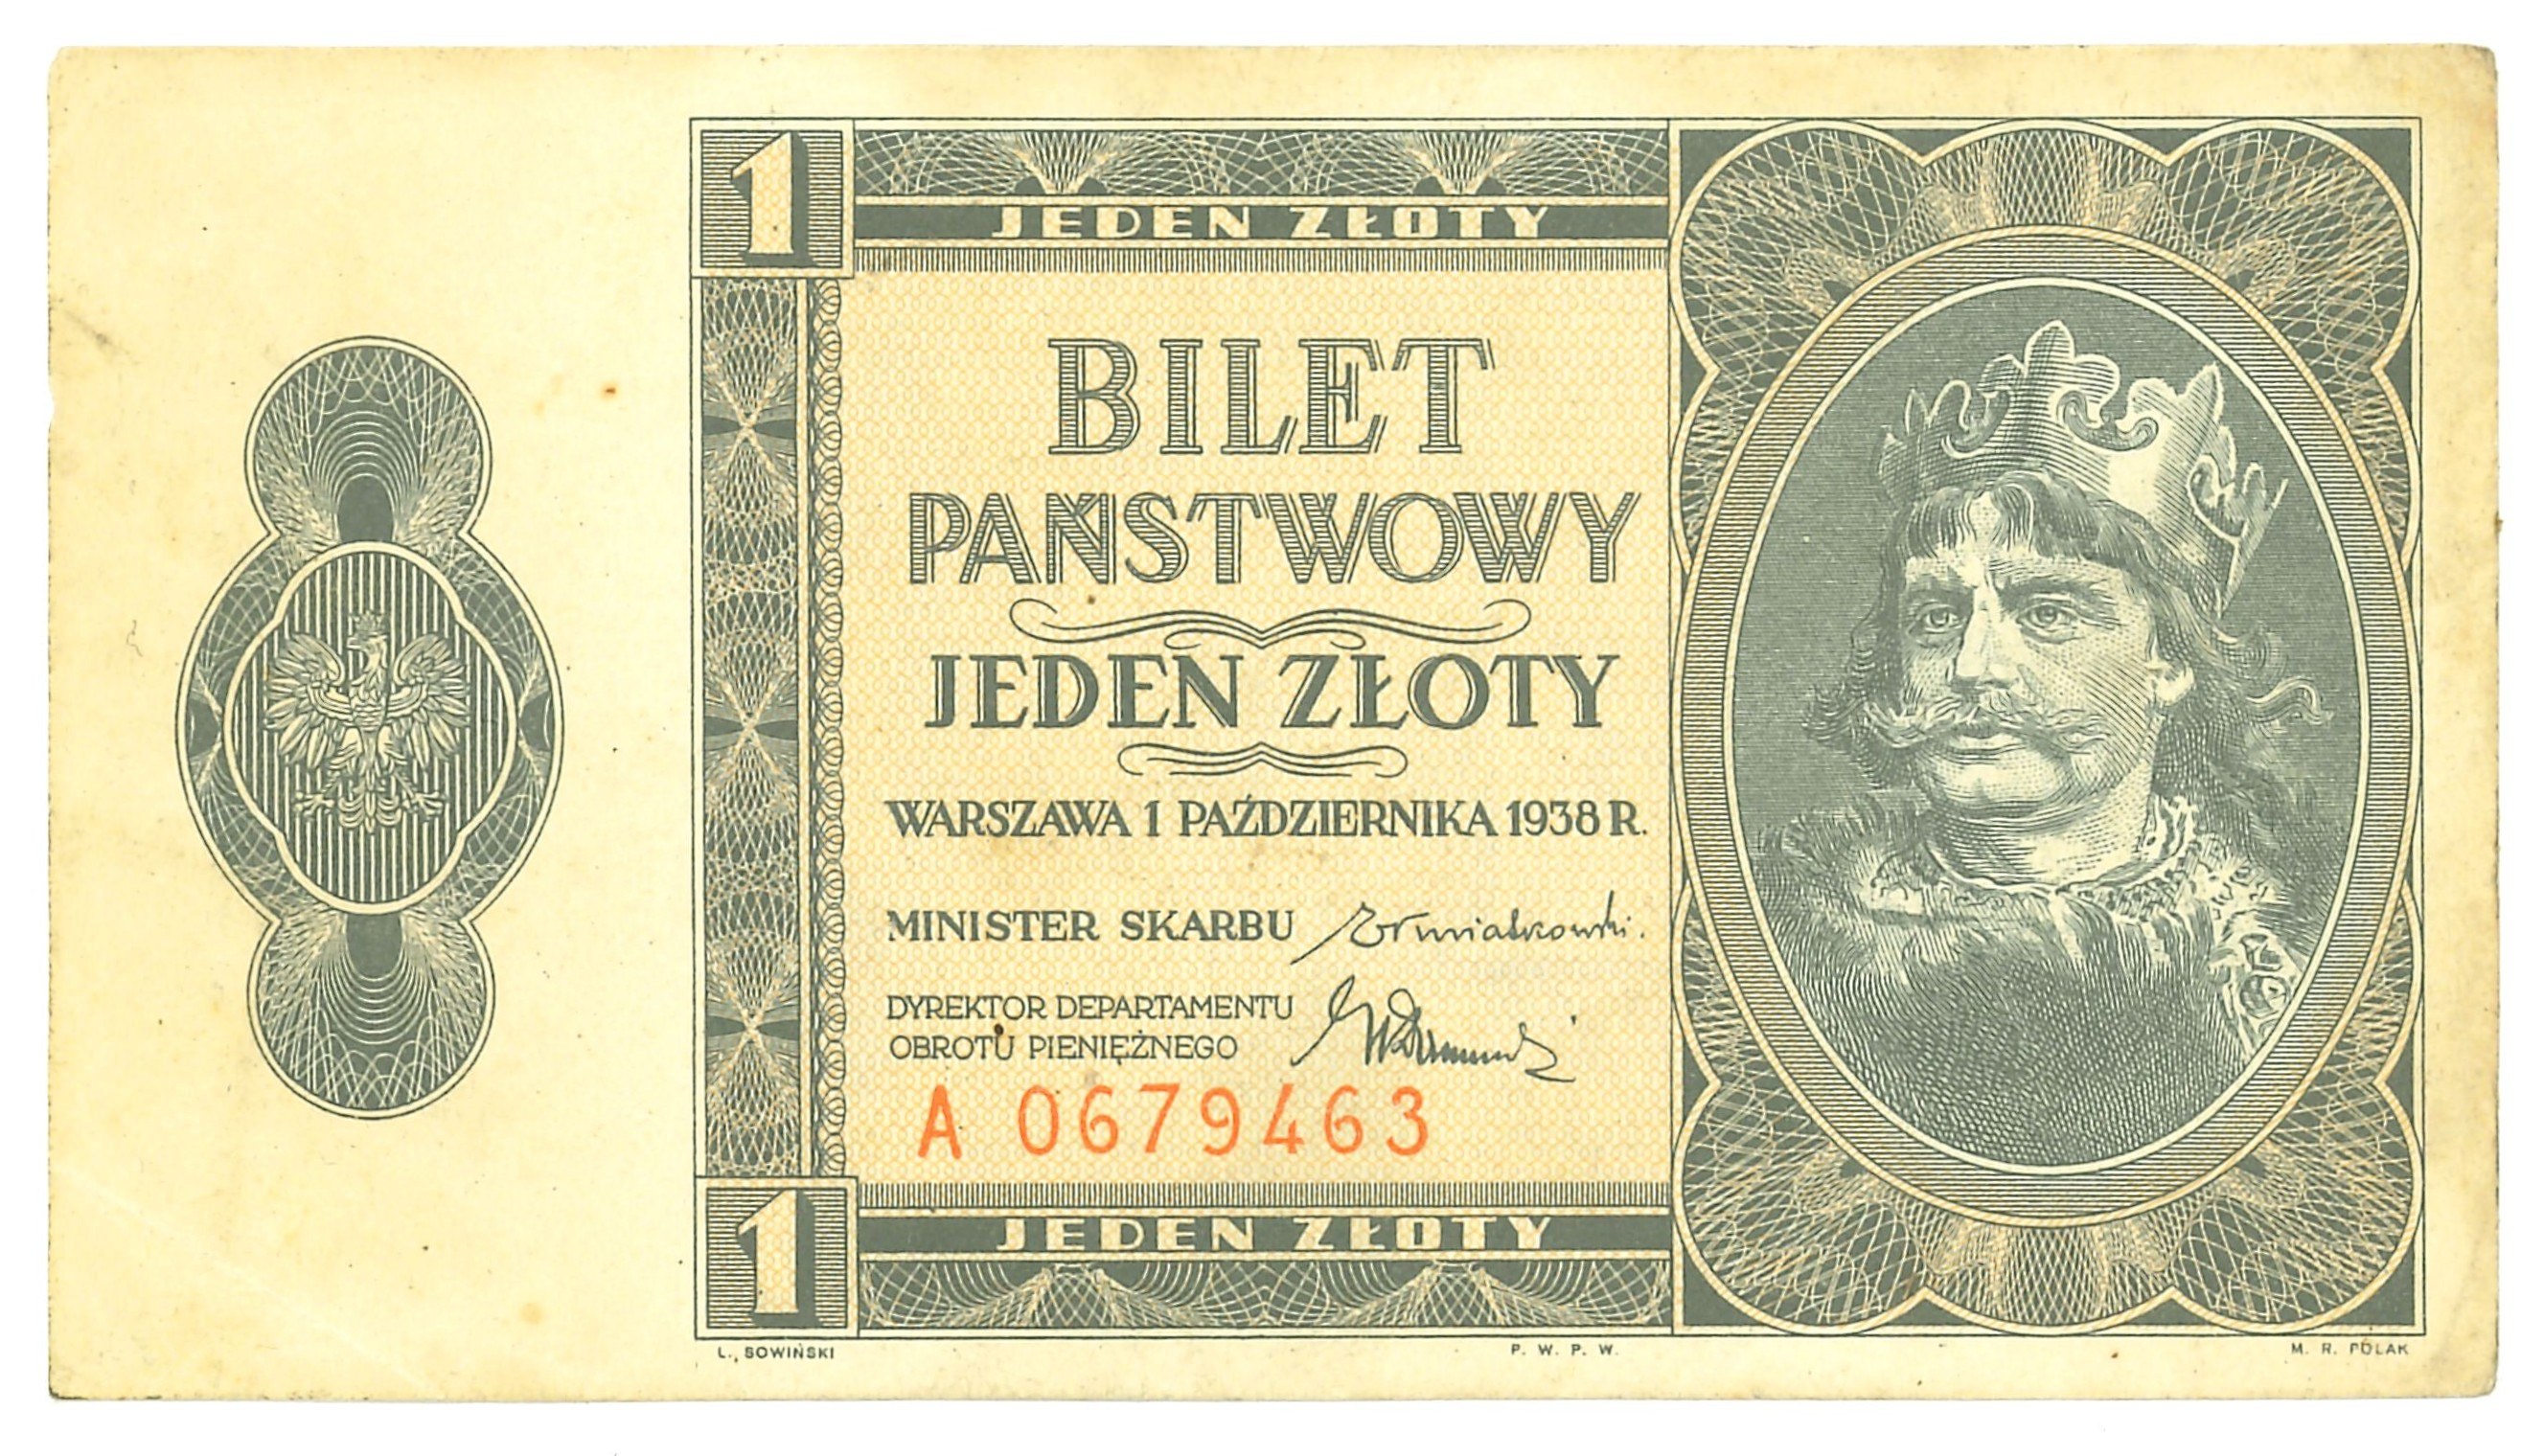 1
JEDEN ZŁOTY
BILET
PAŃSTWOWY
JEDEN ZŁOTY
WARSZAWA 1 PAŹDZIERNIKA 1938 R.
MINISTER SKARBU
DYREKTOR DEPARTAMENTU
OBROTU PIENIĘŻNEGO
A 0679463
1
JEDEN ZŁOTY
L. SOWIŃSKI
P. W. P. W.
M. R. POLAK